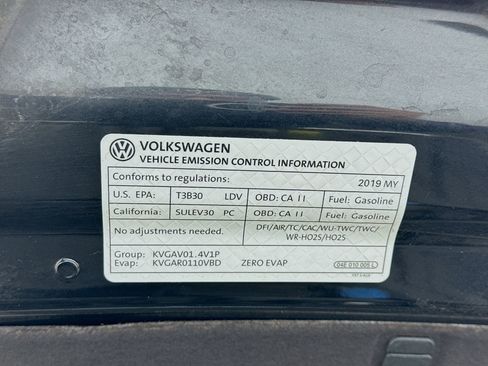 VOLKSWAGEN
VEHICLE EMISSION CONTROL INFORMATION
Conforms to regulations: 2019 MY
U.S. EPA: T3B30 LDV OBD: CA II Fuel: Gasoline
California: SULEV30 PC OBD: CA II Fuel: Gasoline
No adjustments needed. DFI/AIR/TC/CAC/WU-TWC/TWC/
WR-HO2S/HO2S
Group: KVGAV01.4V1P
Evap: KVGAR0110VBD ZERO EVAP 04E 010 005 L